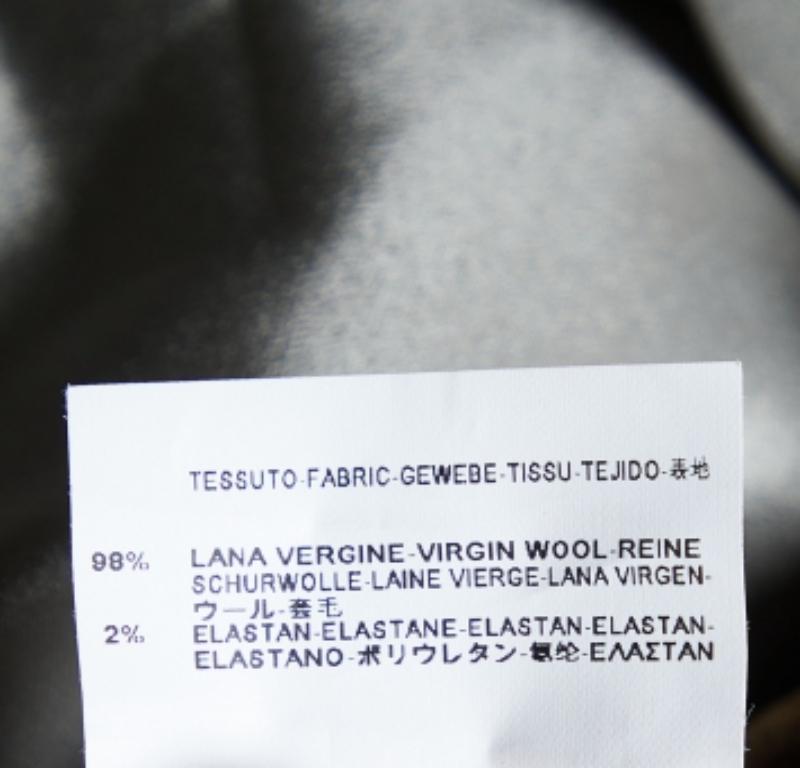 TESSUTO-FABRIC-GEWEBE-TISSU-TEJIDO-表地
98% LANA VERGINE-VIRGIN WOOL-REINE
SCHURWOLLE-LAINE VIERGE-LANA VIRGEN-
ウール-羊毛
2% ELASTAN-ELASTANE-ELASTAN-ELASTAN-
ELASTANO-ポリウレタン-氨纶-ΕΛΑΣΤΑΝ